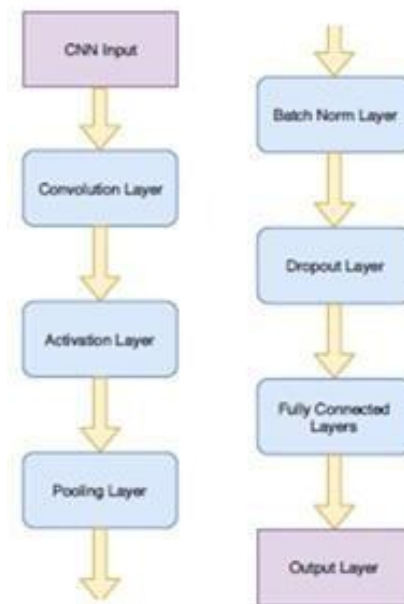 CNN Input
Convolution Layer
Activation Layer
Pooling Layer
Batch Norm Layer
Dropout Layer
Fully Connected
Layers
Output Layer